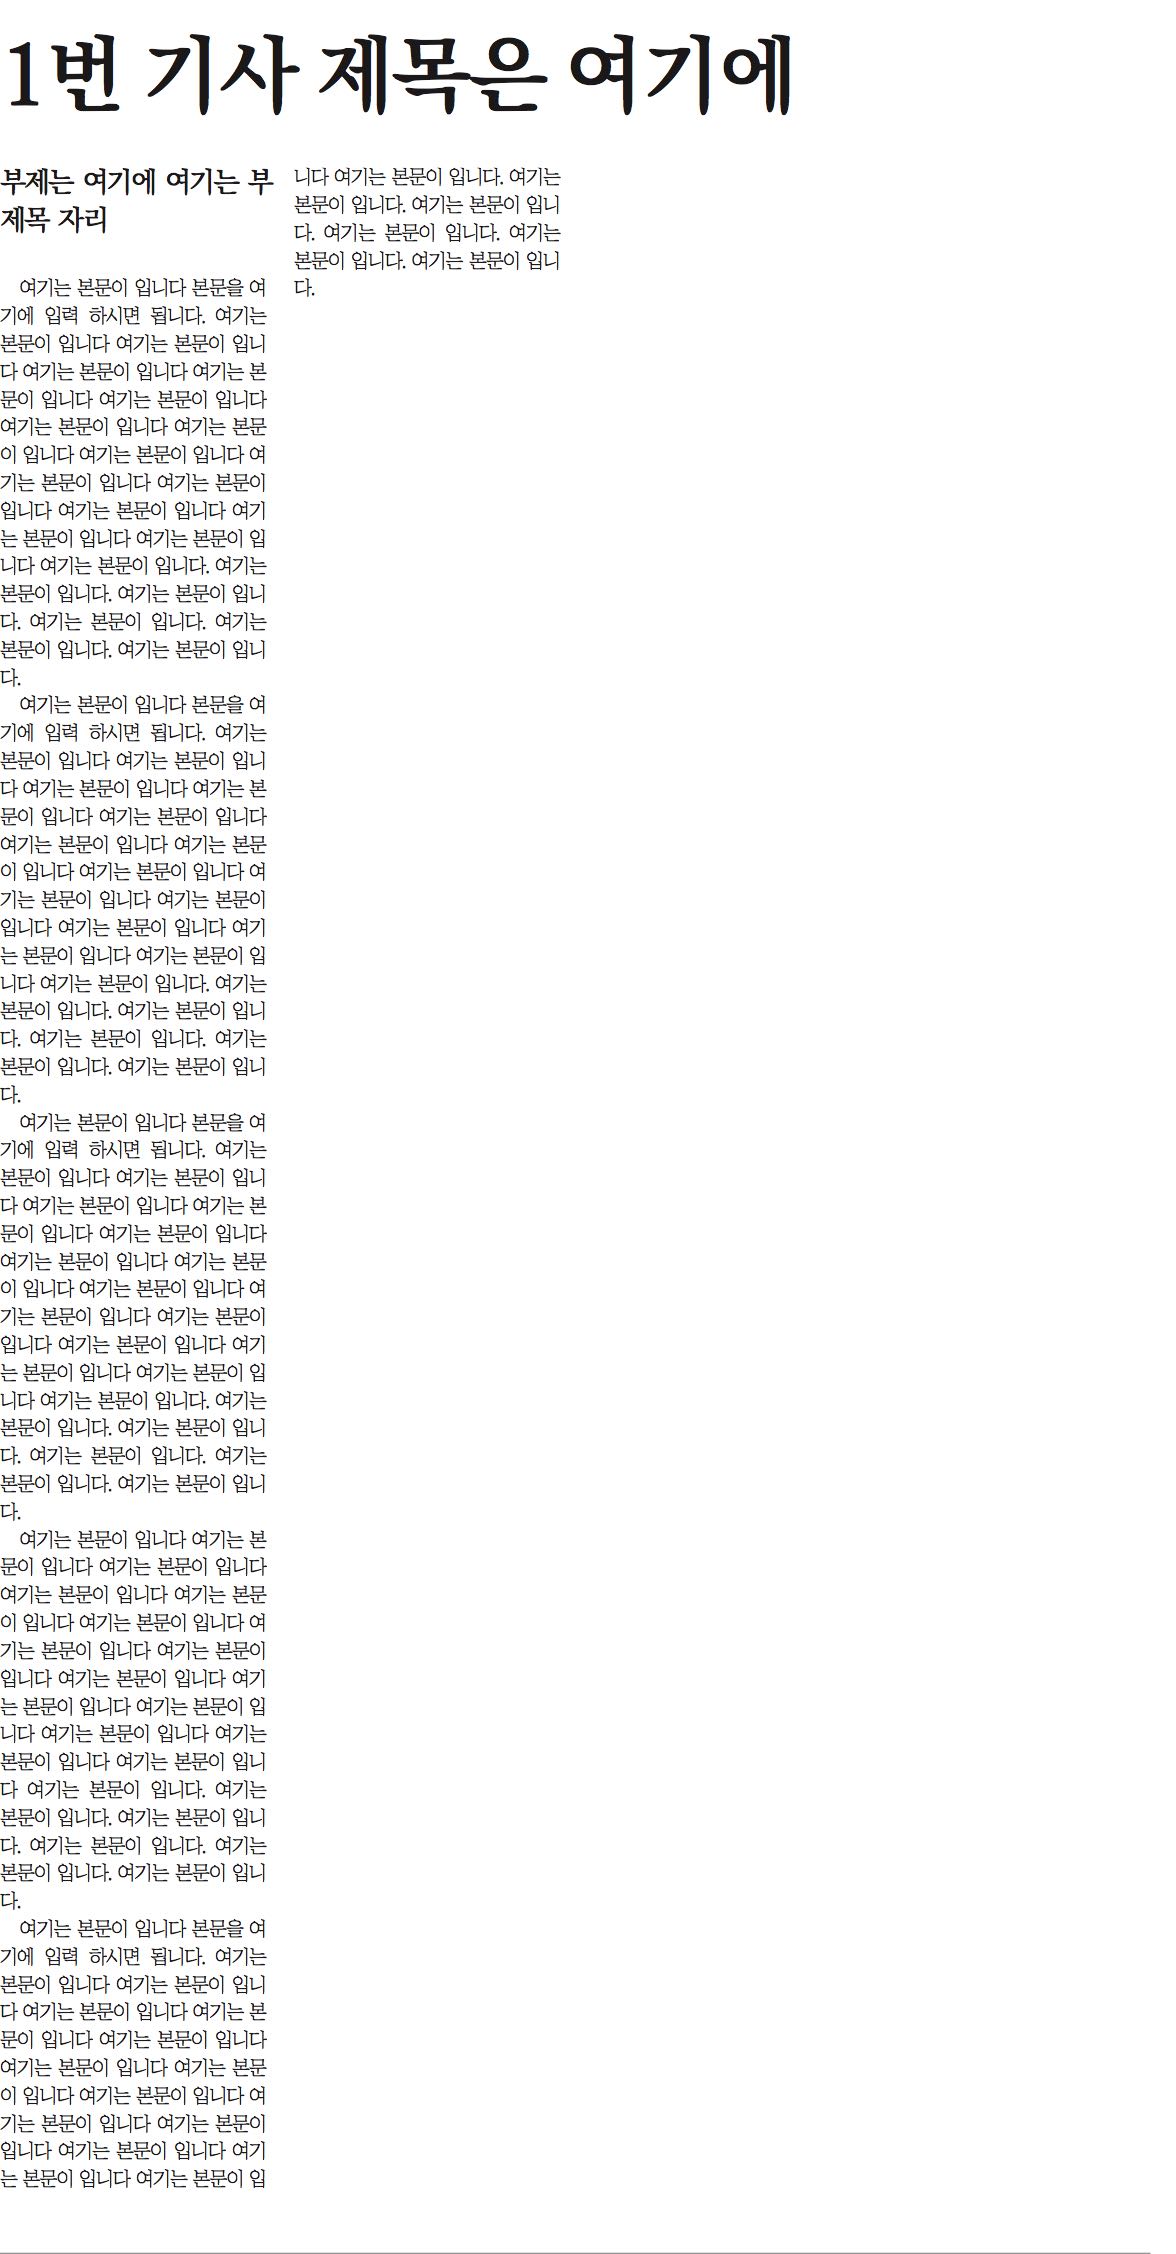 1번 기사 제목은 여기에
부제는 여기에 여기는 부
제목 자리
여기는 본문이 입니다 본문을 여
기에 입력 하시면 됩니다. 여기는
본문이 입니다 여기는 본문이 입니
다 여기는 본문이 입니다 여기는 본
문이 입니다 여기는 본문이 입니다
여기는 본문이 입니다 여기는 본문
이 입니다 여기는 본문이 입니다 여
기는 본문이 입니다 여기는 본문이
입니다 여기는 본문이 입니다 여기
는 본문이 입니다 여기는 본문이 입
니다 여기는 본문이 입니다. 여기는
본문이 입니다. 여기는 본문이 입니
다. 여기는 본문이 입니다. 여기는
본문이 입니다. 여기는 본문이 입니
다.
여기는 본문이 입니다 본문을 여
기에 입력 하시면 됩니다. 여기는
본문이 입니다 여기는 본문이 입니
다 여기는 본문이 입니다 여기는 본
문이 입니다 여기는 본문이 입니다
여기는 본문이 입니다 여기는 본문
이 입니다 여기는 본문이 입니다 여
기는 본문이 입니다 여기는 본문이
입니다 여기는 본문이 입니다 여기
는 본문이 입니다 여기는 본문이 입
니다 여기는 본문이 입니다. 여기는
본문이 입니다. 여기는 본문이 입니
다. 여기는 본문이 입니다. 여기는
본문이 입니다. 여기는 본문이 입니
다.
여기는 본문이 입니다 본문을 여
기에 입력 하시면 됩니다. 여기는
본문이 입니다 여기는 본문이 입니
다 여기는 본문이 입니다 여기는 본
문이 입니다 여기는 본문이 입니다
여기는 본문이 입니다 여기는 본문
이 입니다 여기는 본문이 입니다 여
기는 본문이 입니다 여기는 본문이
입니다 여기는 본문이 입니다 여기
는 본문이 입니다 여기는 본문이 입
니다 여기는 본문이 입니다. 여기는
본문이 입니다. 여기는 본문이 입니
다. 여기는 본문이 입니다. 여기는
본문이 입니다. 여기는 본문이 입니
다.
여기는 본문이 입니다 여기는 본
문이 입니다 여기는 본문이 입니다
여기는 본문이 입니다 여기는 본문
이 입니다 여기는 본문이 입니다 여
기는 본문이 입니다 여기는 본문이
입니다 여기는 본문이 입니다 여기
는 본문이 입니다 여기는 본문이 입
니다 여기는 본문이 입니다 여기는
본문이 입니다 여기는 본문이 입니
다 여기는 본문이 입니다. 여기는
본문이 입니다. 여기는 본문이 입니
다. 여기는 본문이 입니다. 여기는
본문이 입니다. 여기는 본문이 입니
다.
여기는 본문이 입니다 본문을 여
기에 입력 하시면 됩니다. 여기는
본문이 입니다 여기는 본문이 입니
다 여기는 본문이 입니다 여기는 본
문이 입니다 여기는 본문이 입니다
여기는 본문이 입니다 여기는 본문
이 입니다 여기는 본문이 입니다 여
기는 본문이 입니다 여기는 본문이
입니다 여기는 본문이 입니다 여기
는 본문이 입니다 여기는 본문이 입
니다 여기는 본문이 입니다. 여기는
본문이 입니다. 여기는 본문이 입니
다. 여기는 본문이 입니다. 여기는
본문이 입니다. 여기는 본문이 입니
다.